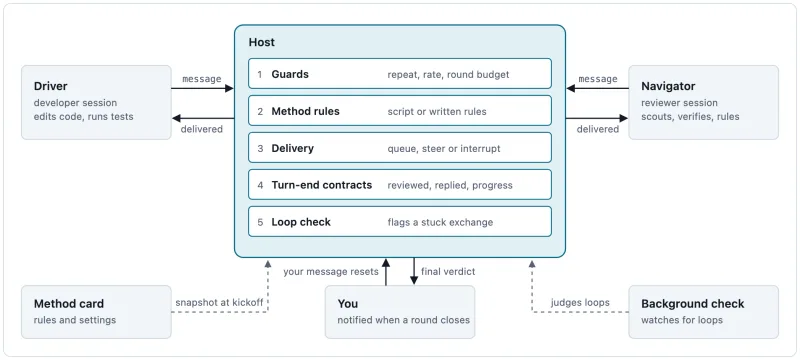 Host
1 Guards repeat, rate, round budget
2 Method rules script or written rules
3 Delivery queue, steer or interrupt
4 Turn-end contracts reviewed, replied, progress
5 Loop check flags a stuck exchange
Driver
developer session
edits code, runs tests
message
delivered
message
delivered
Navigator
reviewer session
scouts, verifies, rules
your message resets
final verdict
Method card
rules and settings
snapshot at kickoff
You
notified when a round closes
judges loops
Background check
watches for loops